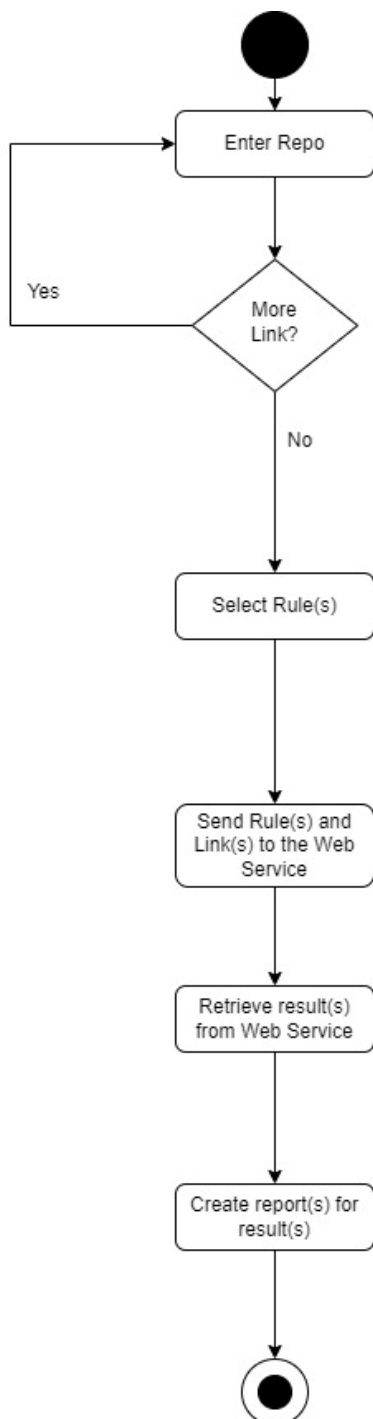 Enter Repo
More
Link?
Yes
No
Select Rule(s)
Send Rule(s) and
Link(s) to the Web
Service
Retrieve result(s)
from Web Service
Create report(s) for
result(s)